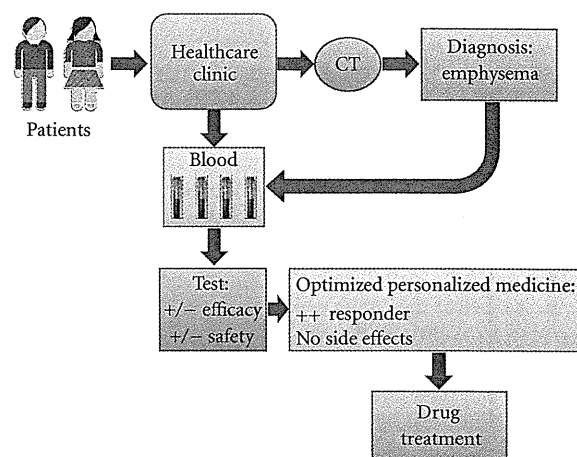 Patients
Healthcare
clinic
CT
Diagnosis:
emphysema
Blood
Test:
+/− efficacy
+/− safety
Optimized personalized medicine:
++ responder
No side effects
Drug
treatment